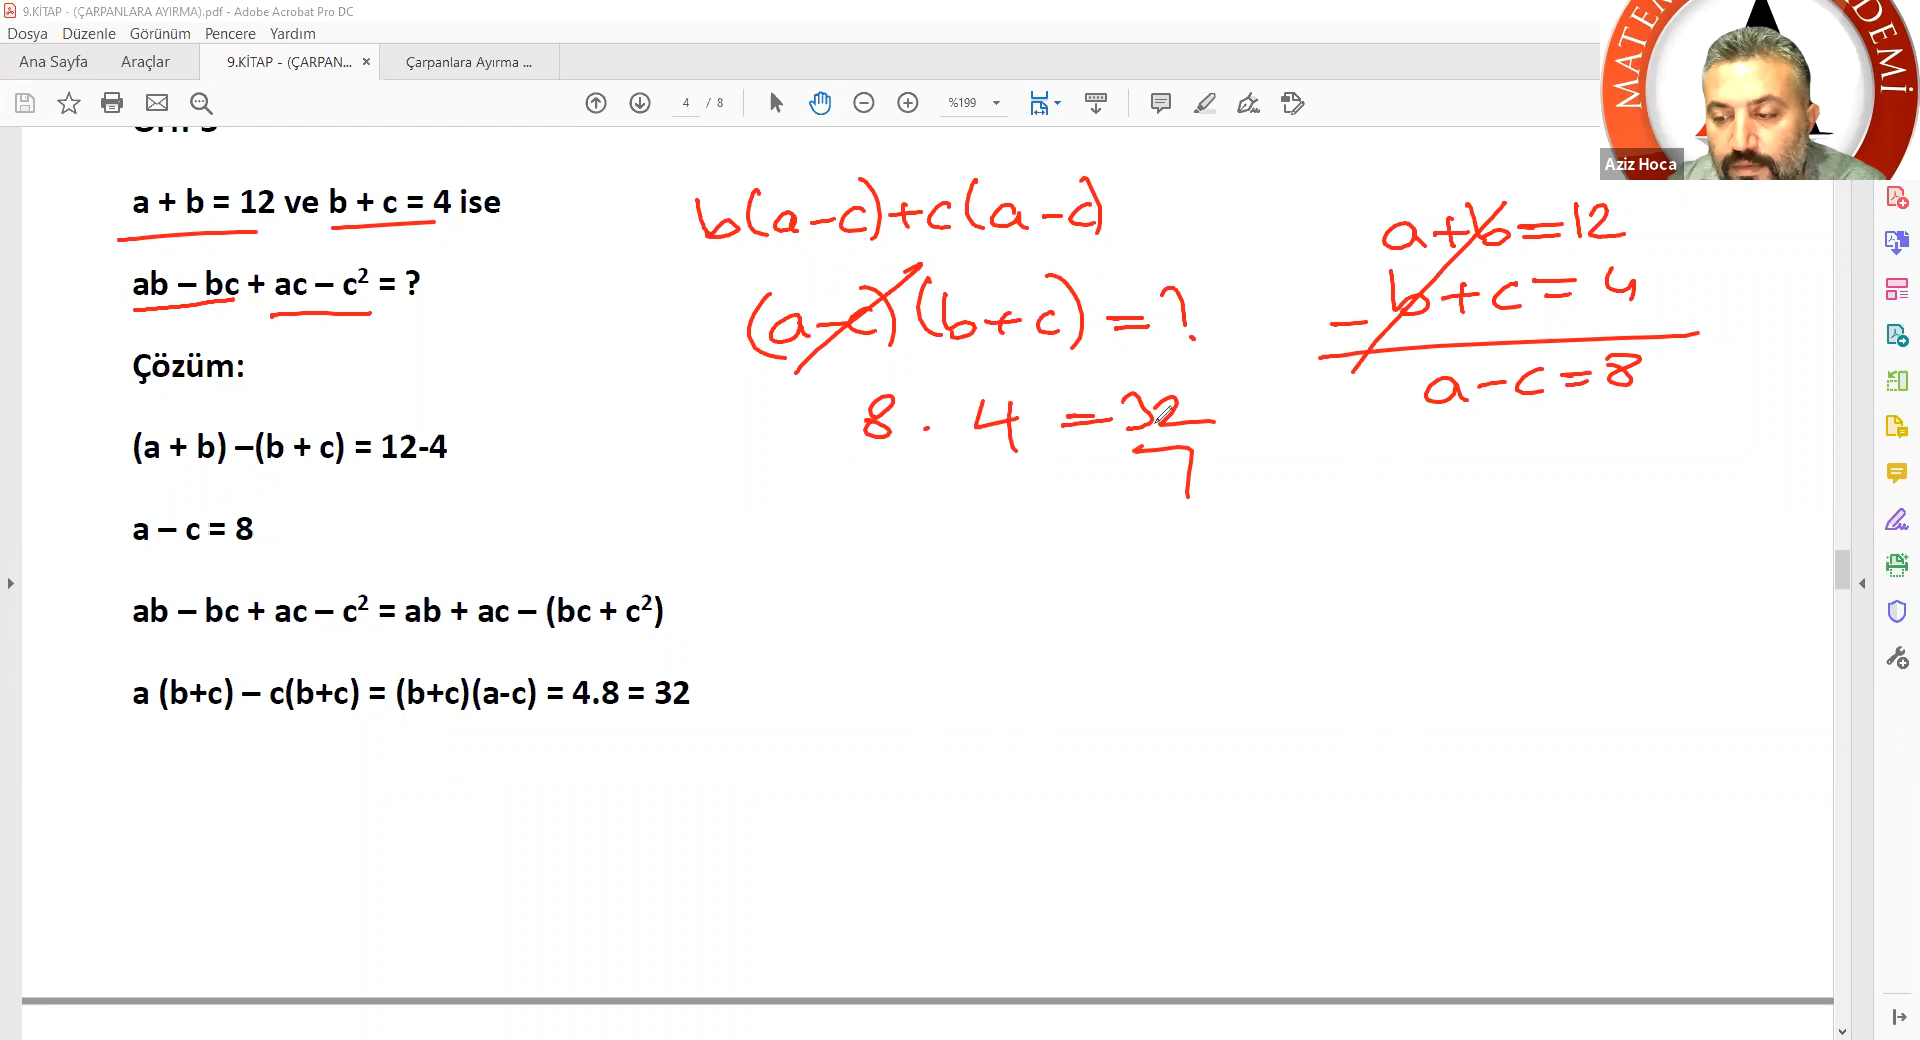 9.KİTAP - (ÇARPANLARA AYIRMA).pdf - Adobe Acrobat Pro DC
Dosya Düzenle Görünüm Pencere Yardım
Ana Sayfa Araçlar 9.KİTAP - (ÇARPAN... × Çarpanlara Ayırma ...
4 / 8 %199
MATEM
DEMİ
Aziz Hoca
a + b = 12 ve b + c = 4 ise
ab – bc + ac – c² = ?
Çözüm:
(a + b) –(b + c) = 12-4
a – c = 8
ab – bc + ac – c² = ab + ac – (bc + c²)
a (b+c) – c(b+c) = (b+c)(a-c) = 4.8 = 32
b(a-c)+c(a-c)
(a-c)(b+c)=?
8 . 4 = 32
a+b=12
- b+c=4
a-c=8